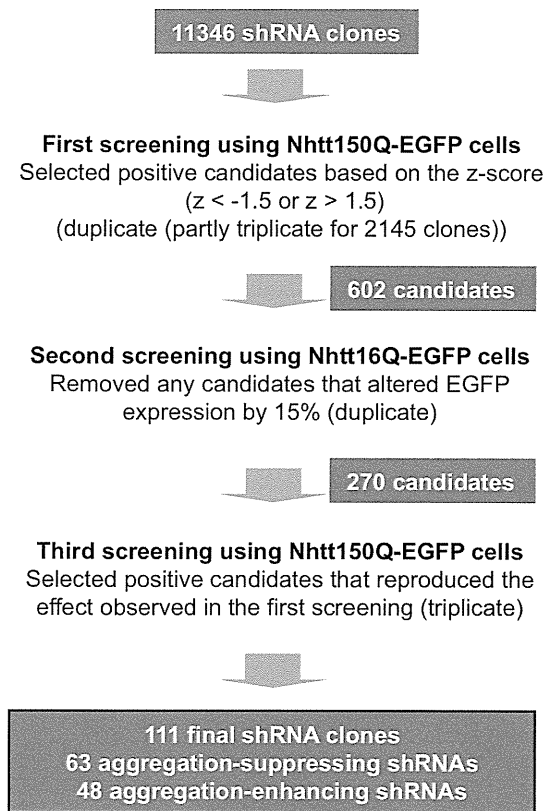 11346 shRNA clones
First screening using Nhtt150Q-EGFP cells
Selected positive candidates based on the z-score
(z < -1.5 or z > 1.5)
(duplicate (partly triplicate for 2145 clones))
602 candidates
Second screening using Nhtt16Q-EGFP cells
Removed any candidates that altered EGFP
expression by 15% (duplicate)
270 candidates
Third screening using Nhtt150Q-EGFP cells
Selected positive candidates that reproduced the
effect observed in the first screening (triplicate)
111 final shRNA clones
63 aggregation-suppressing shRNAs
48 aggregation-enhancing shRNAs